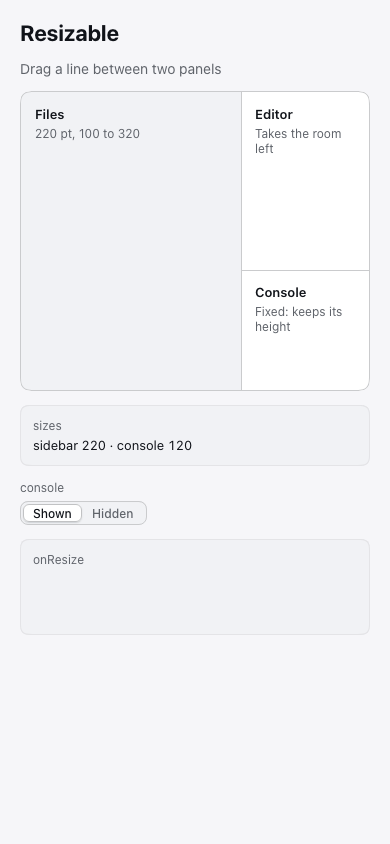 Resizable
Drag a line between two panels
Files
220 pt, 100 to 320
Editor
Takes the room
left
Console
Fixed: keeps its
height
sizes
sidebar 220 · console 120
console
Shown
Hidden
onResize